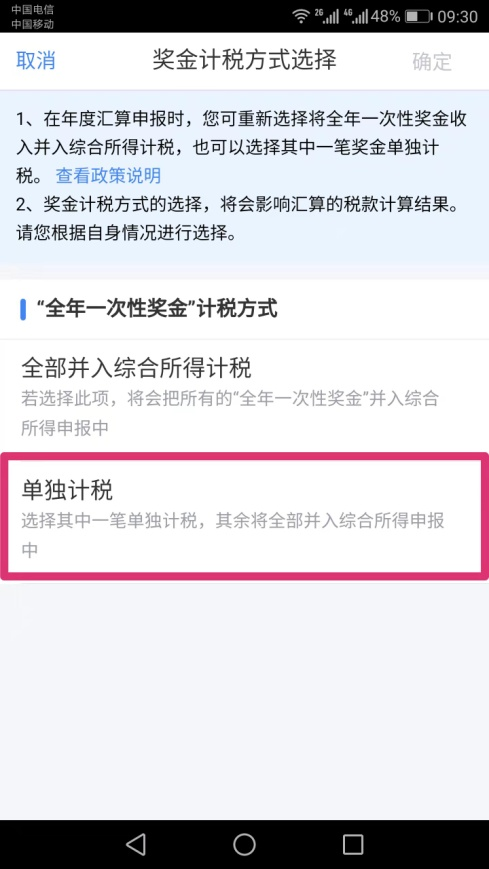 中国电信
中国移动
2G 4G 48% 09:30
取消 奖金计税方式选择 确定
1、在年度汇算申报时，您可重新选择将全年一次性奖金收
入并入综合所得计税，也可以选择其中一笔奖金单独计
税。 查看政策说明
2、奖金计税方式的选择，将会影响汇算的税款计算结果。
请您根据自身情况进行选择。
“全年一次性奖金”计税方式
全部并入综合所得计税
若选择此项，将会把所有的“全年一次性奖金”并入综合
所得申报中
单独计税
选择其中一笔单独计税，其余将全部并入综合所得申报
中